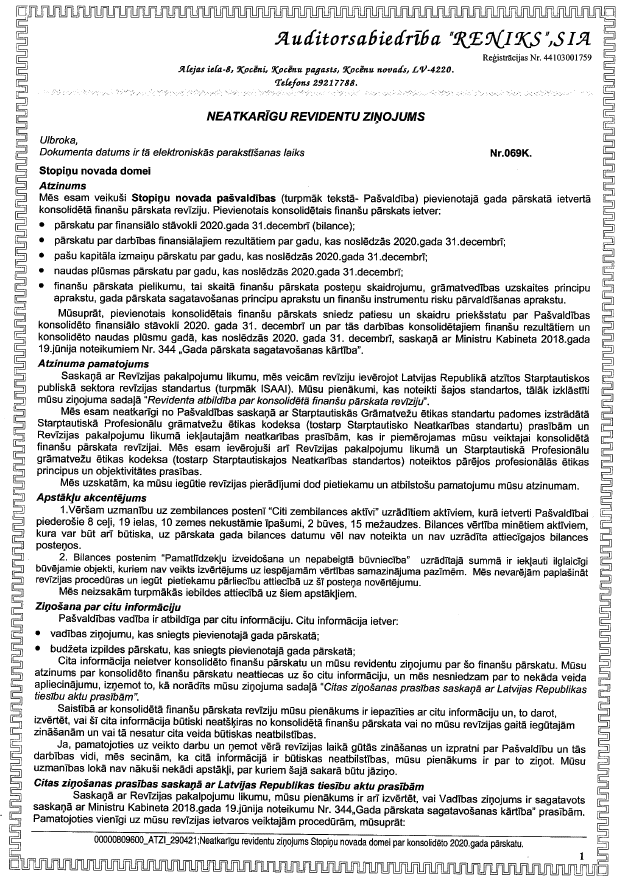 Auditorsabiedrība "RENIKS",SIA
Reģistrācijas Nr. 44103001759
Alejas iela-8, Kocēni, Kocēnu pagasts, Kocēnu novads, LV-4220.
Telefons 29217788.
NEATKARĪGU REVIDENTU ZIŅOJUMS
Ulbroka,
Dokumenta datums ir tā elektroniskās parakstīšanas laiks Nr.069K.
Stopiņu novada domei
Atzinums
Mēs esam veikuši Stopiņu novada pašvaldības (turpmāk tekstā- Pašvaldība) pievienotajā gada pārskatā ietvertā
konsolidētā finanšu pārskata revīziju. Pievienotais konsolidētais finanšu pārskats ietver:
• pārskatu par finansiālo stāvokli 2020.gada 31.decembrī (bilance);
• pārskatu par darbības finansiālajiem rezultātiem par gadu, kas noslēdzās 2020.gada 31.decembrī;
• pašu kapitāla izmaiņu pārskatu par gadu, kas noslēdzās 2020.gada 31.decembrī;
• naudas plūsmas pārskatu par gadu, kas noslēdzās 2020.gada 31.decembrī;
• finanšu pārskata pielikumu, tai skaitā finanšu pārskata posteņu skaidrojumu, grāmatvedības uzskaites principu
aprakstu, gada pārskata sagatavošanas principu aprakstu un finanšu instrumentu risku pārvaldīšanas aprakstu.
Mūsuprāt, pievienotais konsolidētais finanšu pārskats sniedz patiesu un skaidru priekšstatu par Pašvaldības
konsolidēto finansiālo stāvokli 2020. gada 31. decembrī un par tās darbības konsolidētajiem finanšu rezultātiem un
konsolidēto naudas plūsmu gadā, kas noslēdzās 2020. gada 31. decembrī, saskaņā ar Ministru Kabineta 2018.gada
19.jūnija noteikumiem Nr. 344 „Gada pārskata sagatavošanas kārtība”.
Atzinuma pamatojums
Saskaņā ar Revīzijas pakalpojumu likumu, mēs veicām revīziju ievērojot Latvijas Republikā atzītos Starptautiskos
publiskā sektora revīzijas standartus (turpmāk ISAAI). Mūsu pienākumi, kas noteikti šajos standartos, tālāk izklāstīti
mūsu ziņojuma sadaļā "Revidenta atbildība par konsolidētā finanšu pārskata revīziju".
Mēs esam neatkarīgi no Pašvaldības saskaņā ar Starptautiskās Grāmatvežu ētikas standartu padomes izstrādātā
Starptautiskā Profesionālu grāmatvežu ētikas kodeksa (tostarp Starptautisko Neatkarības standartu) prasībām un
Revīzijas pakalpojumu likumā iekļautajām neatkarības prasībām, kas ir piemērojamas mūsu veiktajai konsolidētā
finanšu pārskata revīzijai. Mēs esam ievērojuši arī Revīzijas pakalpojumu likumā un Starptautiskā Profesionālu
grāmatvežu ētikas kodeksa (tostarp Starptautiskajos Neatkarības standartos) noteiktos pārējos profesionālās ētikas
principus un objektivitātes prasības.
Mēs uzskatām, ka mūsu iegūtie revīzijas pierādījumi dod pietiekamu un atbilstošu pamatojumu mūsu atzinumam.
Apstākļu akcentējums
1.Vēršam uzmanību uz zembilances postenī "Citi zembilances aktīvi” uzrādītiem aktīviem, kurā ietverti Pašvaldībai
piederošie 8 ceļi, 19 ielas, 10 zemes nekustāmie īpašumi, 2 būves, 15 mežaudzes. Bilances vērtība minētiem aktīviem,
kura var būt arī būtiska, uz pārskata gada bilances datumu vēl nav noteikta un nav uzrādīta attiecīgajos bilances
posteņos.
2. Bilances postenim "Pamatlīdzekļu izveidošana un nepabeigtā būvniecība” uzrādītajā summā ir iekļauti ilglaicīgi
būvējamie objekti, kuriem nav veikts izvērtējums uz iespējamām vērtības samazinājuma pazīmēm. Mēs nevarējām paplašināt
revīzijas procedūras un iegūt pietiekamu pārliecību attiecībā uz šī posteņa novērtējumu.
Mēs neizsakām turpmākās iebildes attiecībā uz šiem apstākļiem.
Ziņošana par citu informāciju
Pašvaldības vadība ir atbildīga par citu informāciju. Citu informācija ietver:
• vadības ziņojumu, kas sniegts pievienotajā gada pārskatā;
• budžeta izpildes pārskatu, kas sniegts pievienotajā gada pārskatā;
Cita informācija neietver konsolidēto finanšu pārskatu un mūsu revidentu ziņojumu par šo finanšu pārskatu. Mūsu
atzinums par konsolidēto finanšu pārskatu neattiecas uz šo citu informāciju, un mēs nesniedzam par to nekāda veida
apliecinājumu, izņemot to, kā norādīts mūsu ziņojuma sadaļā "Citas ziņošanas prasības saskaņā ar Latvijas Republikas
tiesību aktu prasībām”.
Saistībā ar konsolidētā finanšu pārskata revīziju mūsu pienākums ir iepazīties ar citu informāciju un, to darot,
izvērtēt, vai šī cita informācija būtiski neatšķiras no konsolidētā finanšu pārskata vai no mūsu revīzijas gaitā iegūtajām
zināšanām un vai tā nesatur cita veida būtiskas neatbilstības.
Ja, pamatojoties uz veikto darbu un ņemot vērā revīzijas laikā gūtās zināšanas un izpratni par Pašvaldību un tās
darbības vidi, mēs secinām, ka citā informācijā ir būtiskas neatbilstības, mūsu pienākums ir par to ziņot. Mūsu
uzmanības lokā nav nākuši nekādi apstākļi, par kuriem šajā sakarā būtu jāziņo.
Citas ziņošanas prasības saskaņā ar Latvijas Republikas tiesību aktu prasībām
Saskaņā ar Revīzijas pakalpojumu likumu, mūsu pienākums ir arī izvērtēt, vai Vadības ziņojums ir sagatavots
saskaņā ar Ministru Kabineta 2018.gada 19.jūnija noteikumu Nr. 344„Gada pārskata sagatavošanas kārtība" prasībām.
Pamatojoties vienīgi uz mūsu revīzijas ietvaros veiktajām procedūrām, mūsuprāt:
00000809600_ATZI_290421;Neatkarīgu revidentu ziņojums Stopiņu novada domei par konsolidēto 2020.gada pārskatu.
1